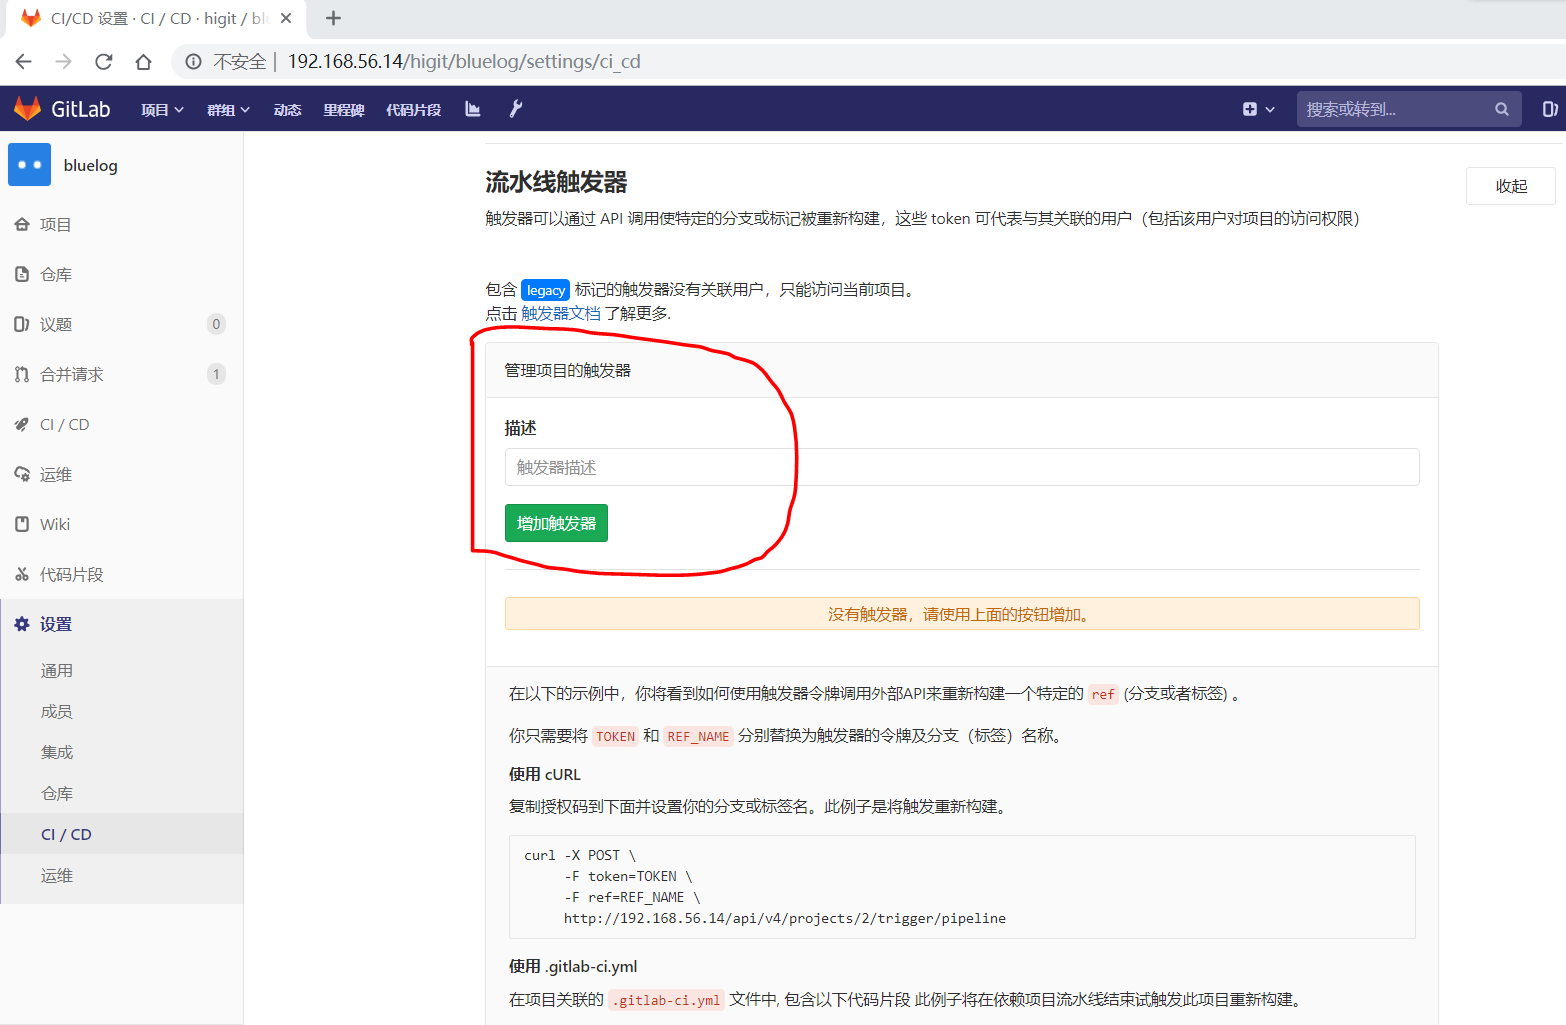 CI/CD 设置 · CI / CD · higit / bl
不安全 | 192.168.56.14/higit/bluelog/settings/ci_cd
GitLab 项目 群组 动态 里程碑 代码片段 搜索或转到...
bluelog
项目
仓库
议题 0
合并请求 1
CI / CD
运维
Wiki
代码片段
设置
通用
成员
集成
仓库
CI / CD
运维
流水线触发器
收起
触发器可以通过 API 调用使特定的分支或标记被重新构建，这些 token 可代表与其关联的用户（包括该用户对项目的访问权限）
包含 legacy 标记的触发器没有关联用户，只能访问当前项目。
点击 触发器文档 了解更多.
管理项目的触发器
描述
触发器描述
增加触发器
没有触发器，请使用上面的按钮增加。
在以下的示例中，你将看到如何使用触发器令牌调用外部API来重新构建一个特定的 ref (分支或者标签) 。
你只需要将 TOKEN 和 REF_NAME 分别替换为触发器的令牌及分支（标签）名称。
使用 cURL
复制授权码到下面并设置你的分支或标签名。此例子是将触发重新构建。
curl -X POST \
-F token=TOKEN \
-F ref=REF_NAME \
http://192.168.56.14/api/v4/projects/2/trigger/pipeline
使用 .gitlab-ci.yml
在项目关联的 .gitlab-ci.yml 文件中, 包含以下代码片段 此例子将在依赖项目流水线结束试触发此项目重新构建。